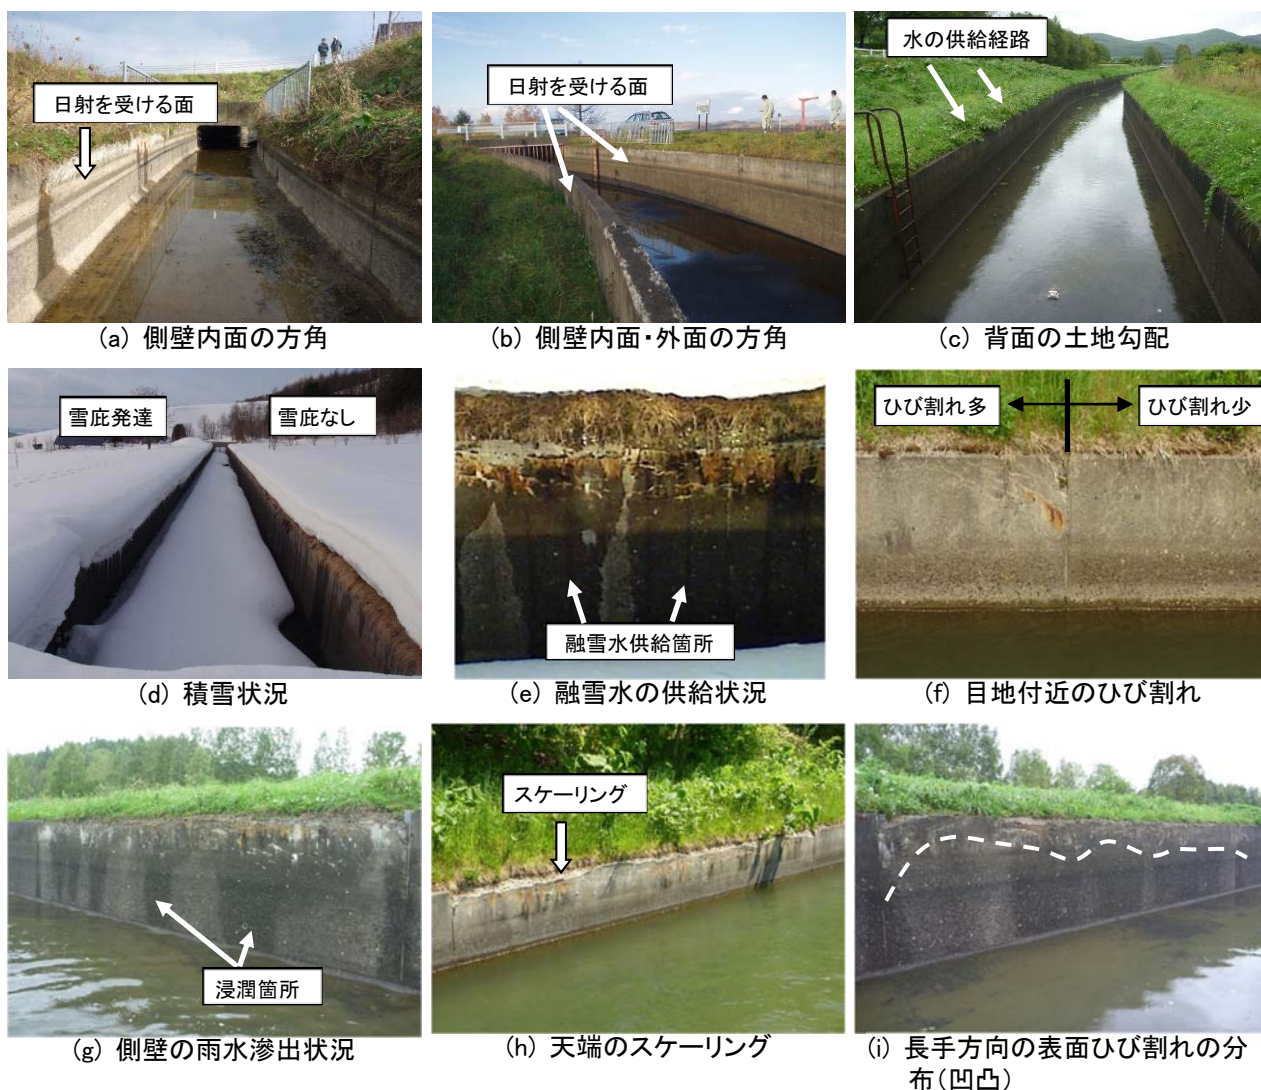 日射を受ける面
(a) 側壁内面の方角
日射を受ける面
(b) 側壁内面・外面の方角
水の供給経路
(c) 背面の土地勾配
雪庇発達
雪庇なし
(d) 積雪状況
融雪水供給箇所
(e) 融雪水の供給状況
ひび割れ多
ひび割れ少
(f) 目地付近のひび割れ
浸潤箇所
(g) 側壁の雨水滲出状況
スケーリング
(h) 天端のスケーリング
(i) 長手方向の表面ひび割れの分
布(凹凸)